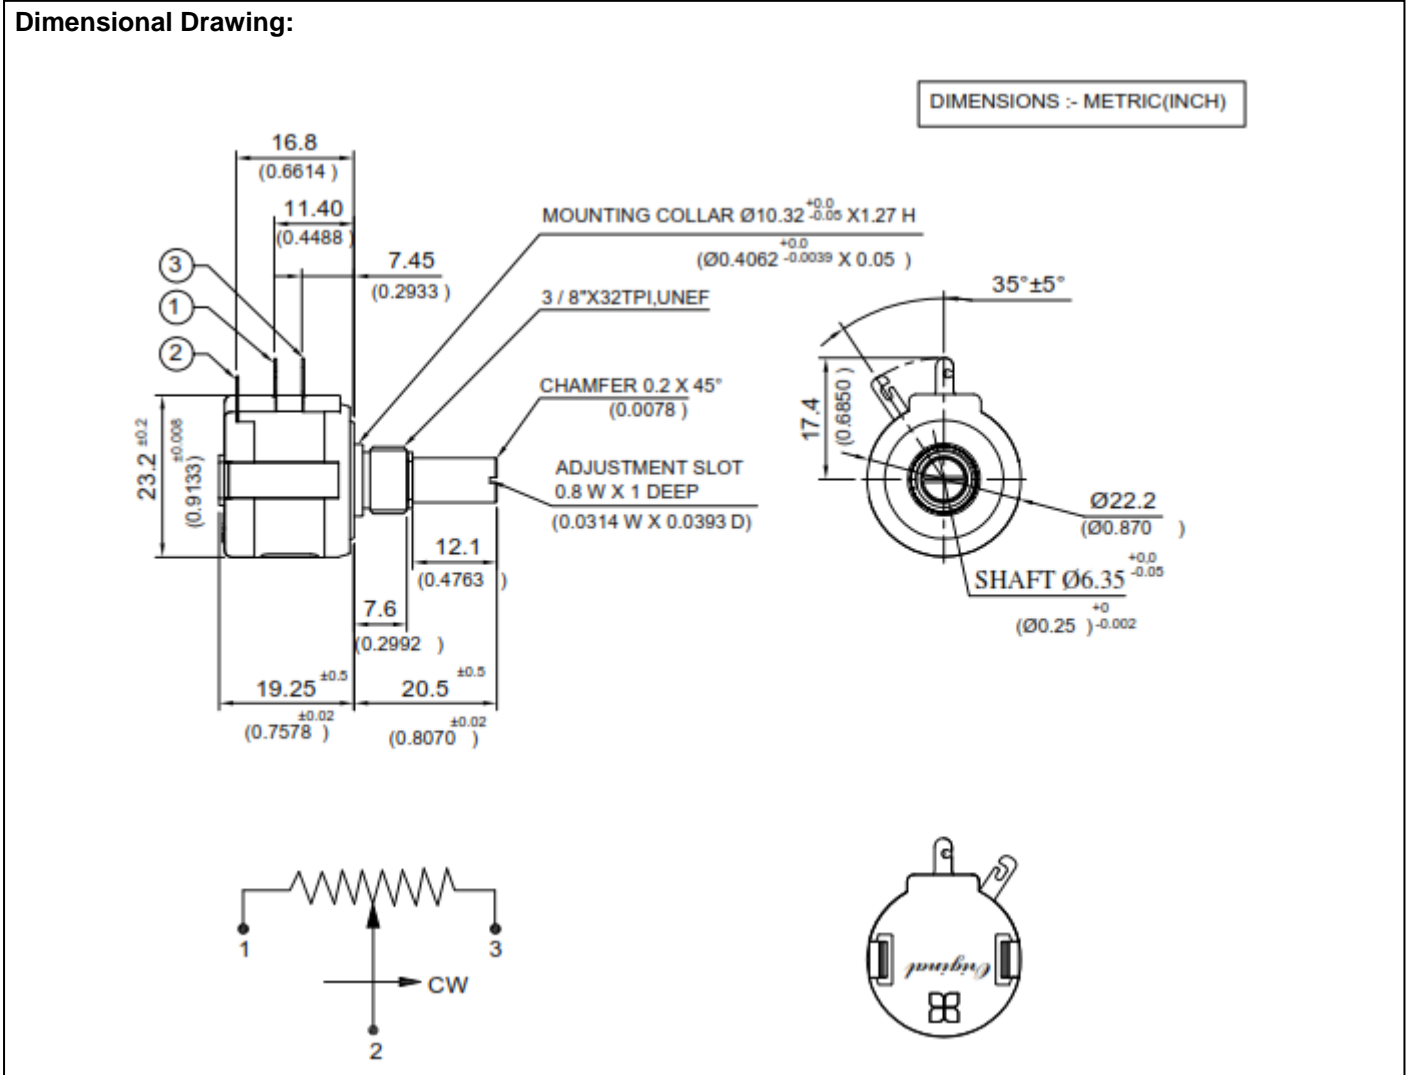 Dimensional Drawing:
DIMENSIONS :- METRIC(INCH)
16.8
(0.6614 )
11.40
(0.4488 )
7.45
(0.2933 )
3
1
2
MOUNTING COLLAR Ø10.32 +0.0 -0.05 X1.27 H
(Ø0.4062 +0.0 -0.0039 X 0.05 )
3 / 8"X32TPI,UNEF
CHAMFER 0.2 X 45°
(0.0078 )
ADJUSTMENT SLOT
0.8 W X 1 DEEP
(0.0314 W X 0.0393 D)
23.2 ±0.2
(0.9133) ±0.008
12.1
(0.4763 )
7.6
(0.2992 )
19.25 ±0.5
(0.7578 ) ±0.02
20.5 ±0.5
(0.8070 ) ±0.02
35°±5°
17.4
(0.6850 )
Ø22.2
(Ø0.870 )
SHAFT Ø6.35 +0.0 -0.05
(Ø0.25 ) +0 -0.002
1
3
CW
2
Original